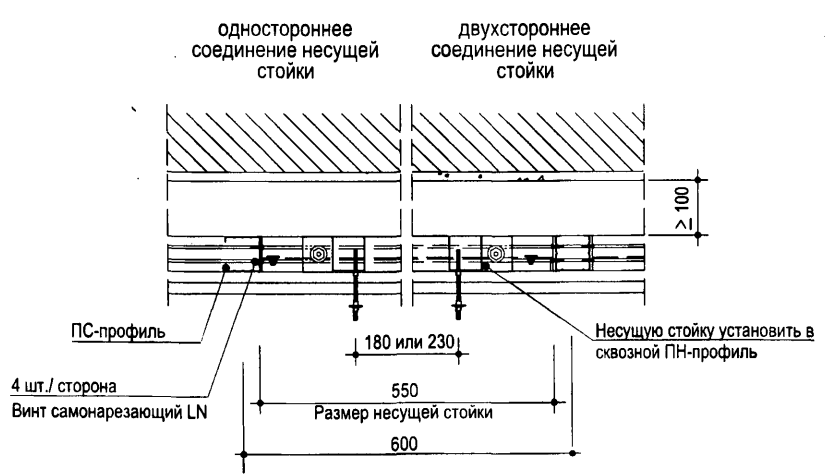 одностороннее
соединение несущей
стойки
двухстороннее
соединение несущей
стойки
≥ 100
ПС-профиль
180 или 230
Несущую стойку установить в
сквозной ПН-профиль
4 шт./ сторона
Винт самонарезающий LN
550
Размер несущей стойки
600